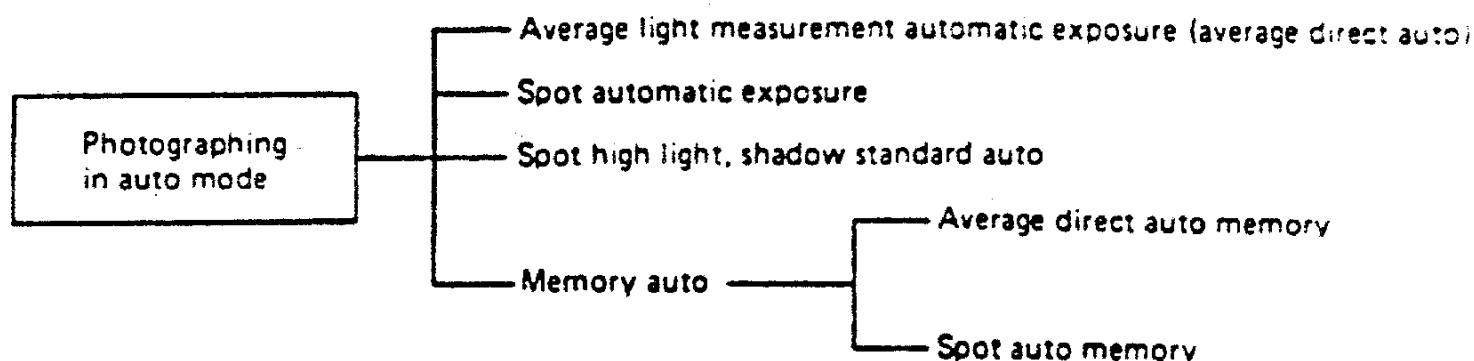 Average light measurement automatic exposure (average direct auto)
Spot automatic exposure
Photographing
in auto mode
Spot high light, shadow standard auto
Average direct auto memory
Memory auto
Spot auto memory